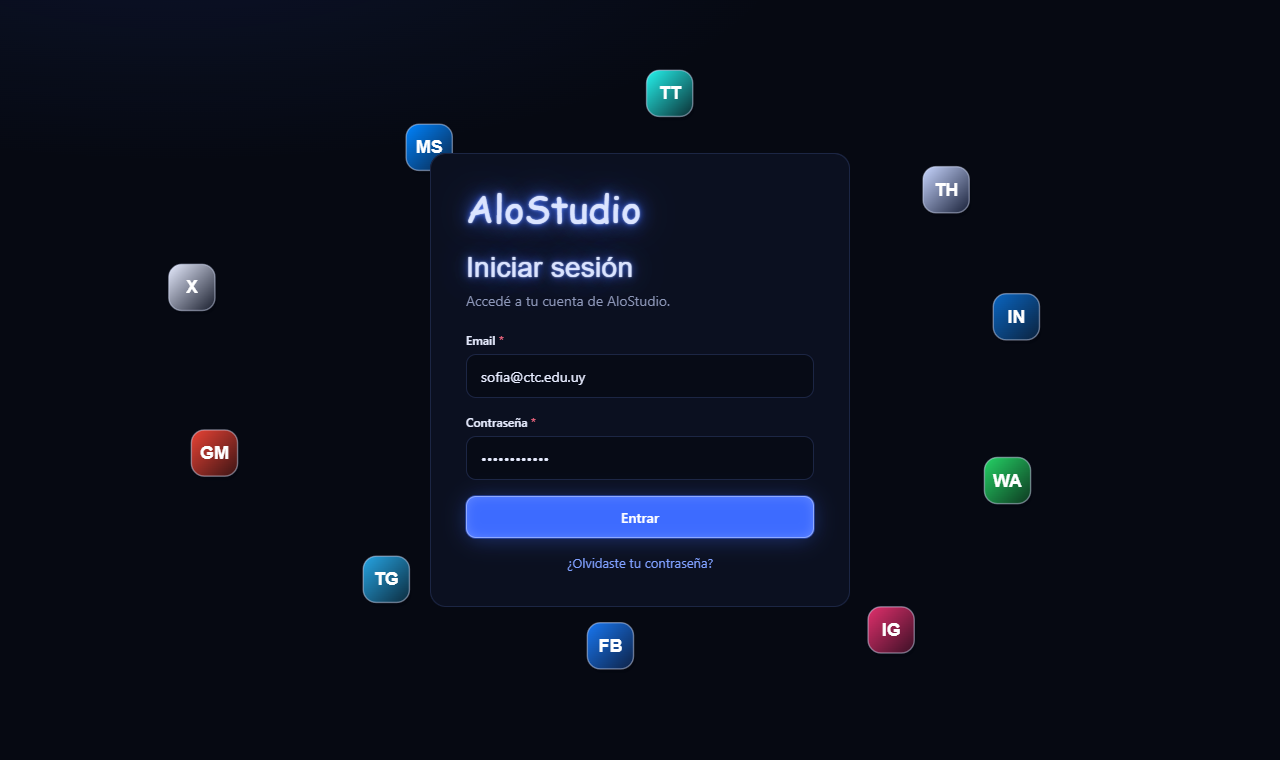 TT
MS
TH
AloStudio
Iniciar sesión
X
Accedé a tu cuenta de AloStudio.
IN
Email *
sofia@ctc.edu.uy
Contraseña *
GM
••••••••••••
WA
Entrar
¿Olvidaste tu contraseña?
TG
IG
FB